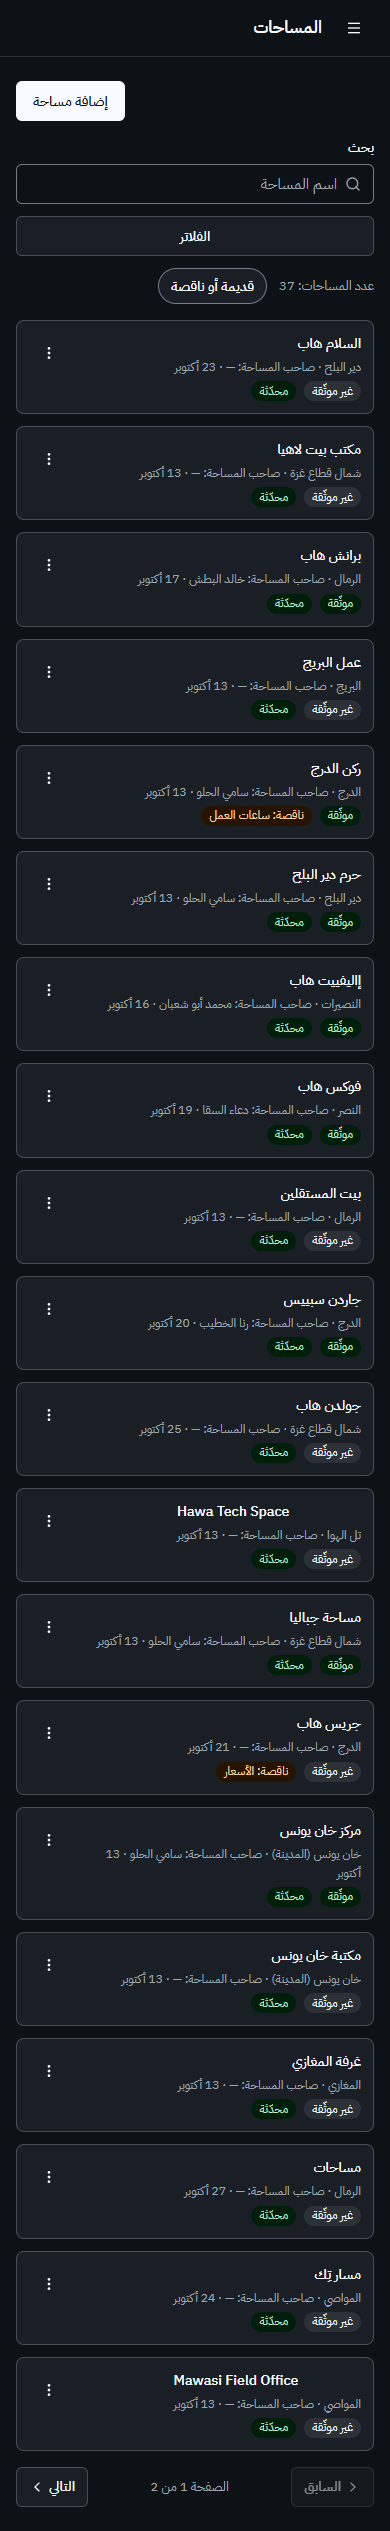 المساحات
إضافة مساحة
بحث
اسم المساحة
الفلاتر
عدد المساحات: 37
قديمة أو ناقصة
السلام هاب
دير البلح · صاحب المساحة: — · 23 أكتوبر
غير موثّقة محدّثة
مكتب بيت لاهيا
شمال قطاع غزة · صاحب المساحة: — · 13 أكتوبر
غير موثّقة محدّثة
برانش هاب
الرمال · صاحب المساحة: خالد البطش · 17 أكتوبر
موثّقة محدّثة
عمل البريج
البريج · صاحب المساحة: — · 13 أكتوبر
غير موثّقة محدّثة
ركن الدرج
الدرج · صاحب المساحة: سامي الحلو · 13 أكتوبر
موثّقة ناقصة: ساعات العمل
حرم دير البلح
دير البلح · صاحب المساحة: سامي الحلو · 13 أكتوبر
موثّقة محدّثة
إاليفييت هاب
النصيرات · صاحب المساحة: محمد أبو شعبان · 16 أكتوبر
موثّقة محدّثة
فوكس هاب
النصر · صاحب المساحة: دعاء السقا · 19 أكتوبر
موثّقة محدّثة
بيت المستقلين
الرمال · صاحب المساحة: — · 13 أكتوبر
غير موثّقة محدّثة
جاردن سبييس
الدرج · صاحب المساحة: رنا الخطيب · 20 أكتوبر
موثّقة محدّثة
جولدن هاب
شمال قطاع غزة · صاحب المساحة: — · 25 أكتوبر
غير موثّقة محدّثة
Hawa Tech Space
تل الهوا · صاحب المساحة: — · 13 أكتوبر
غير موثّقة محدّثة
مساحة جباليا
شمال قطاع غزة · صاحب المساحة: سامي الحلو · 13 أكتوبر
موثّقة محدّثة
جريس هاب
الدرج · صاحب المساحة: — · 21 أكتوبر
غير موثّقة ناقصة: الأسعار
مركز خان يونس
خان يونس (المدينة) · صاحب المساحة: سامي الحلو · 13
أكتوبر
موثّقة محدّثة
مكتبة خان يونس
خان يونس (المدينة) · صاحب المساحة: — · 13 أكتوبر
غير موثّقة محدّثة
غرفة المغازي
المغازي · صاحب المساحة: — · 13 أكتوبر
غير موثّقة محدّثة
مساحات
الرمال · صاحب المساحة: — · 27 أكتوبر
غير موثّقة محدّثة
مسار تِك
المواصي · صاحب المساحة: — · 24 أكتوبر
غير موثّقة محدّثة
Mawasi Field Office
المواصي · صاحب المساحة: — · 13 أكتوبر
غير موثّقة محدّثة
السابق
الصفحة 1 من 2
التالي